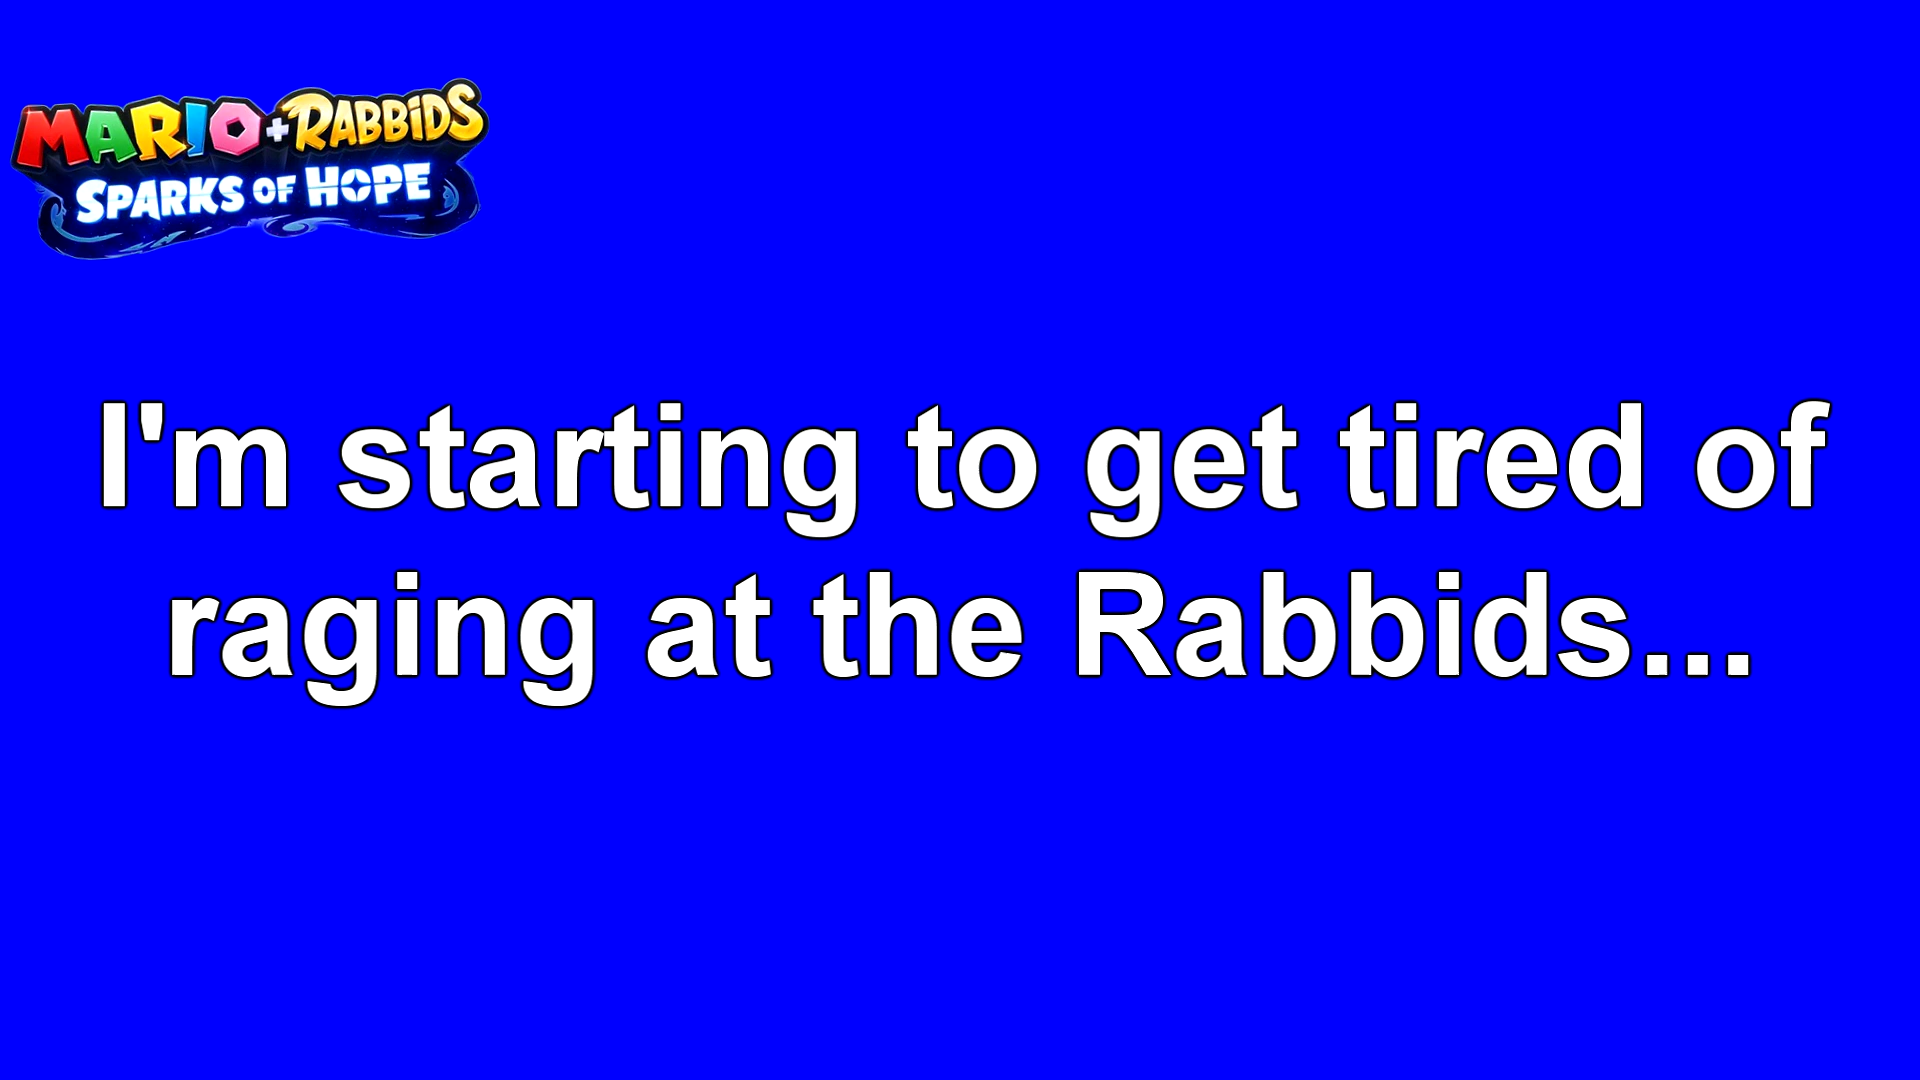 MARIO+RABBIDS
SPARKS OF HOPE
I'm starting to get tired of
raging at the Rabbids...